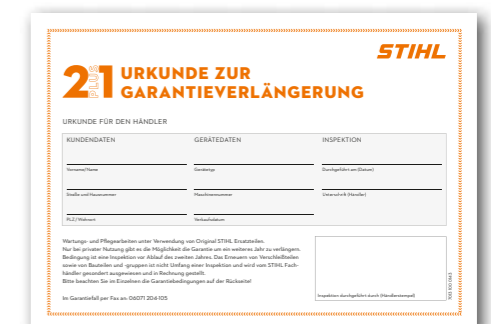 STIHL
2 PLUS 1 URKUNDE ZUR
GARANTIEVERLÄNGERUNG
URKUNDE FÜR DEN HÄNDLER
KUNDENDATEN
GERÄTEDATEN
INSPEKTION
Vorname/Name
Gerätetyp
Durchgeführt am (Datum)
Straße und Hausnummer
Maschinennummer
Unterschrift (Händler)
PLZ/Wohnort
Verkaufsdatum
Wartungs- und Pflegearbeiten unter Verwendung von Original STIHL Ersatzteilen.
Nur bei privater Nutzung gibt es die Möglichkeit die Garantie um ein weiteres Jahr zu verlängern.
Bedingung ist eine Inspektion vor Ablauf des zweiten Jahres. Das Erneuern von Verschleißteilen
sowie von Bauteilen und -gruppen ist nicht Umfang einer Inspektion und wird vom STIHL Fach-
händler gesondert ausgewiesen und in Rechnung gestellt.
Bitte beachten Sie im Einzelnen die Garantiebedingungen auf der Rückseite!
Im Garantiefall per Fax an: 06071 204-105
Inspektion durchgeführt durch (Händlerstempel)